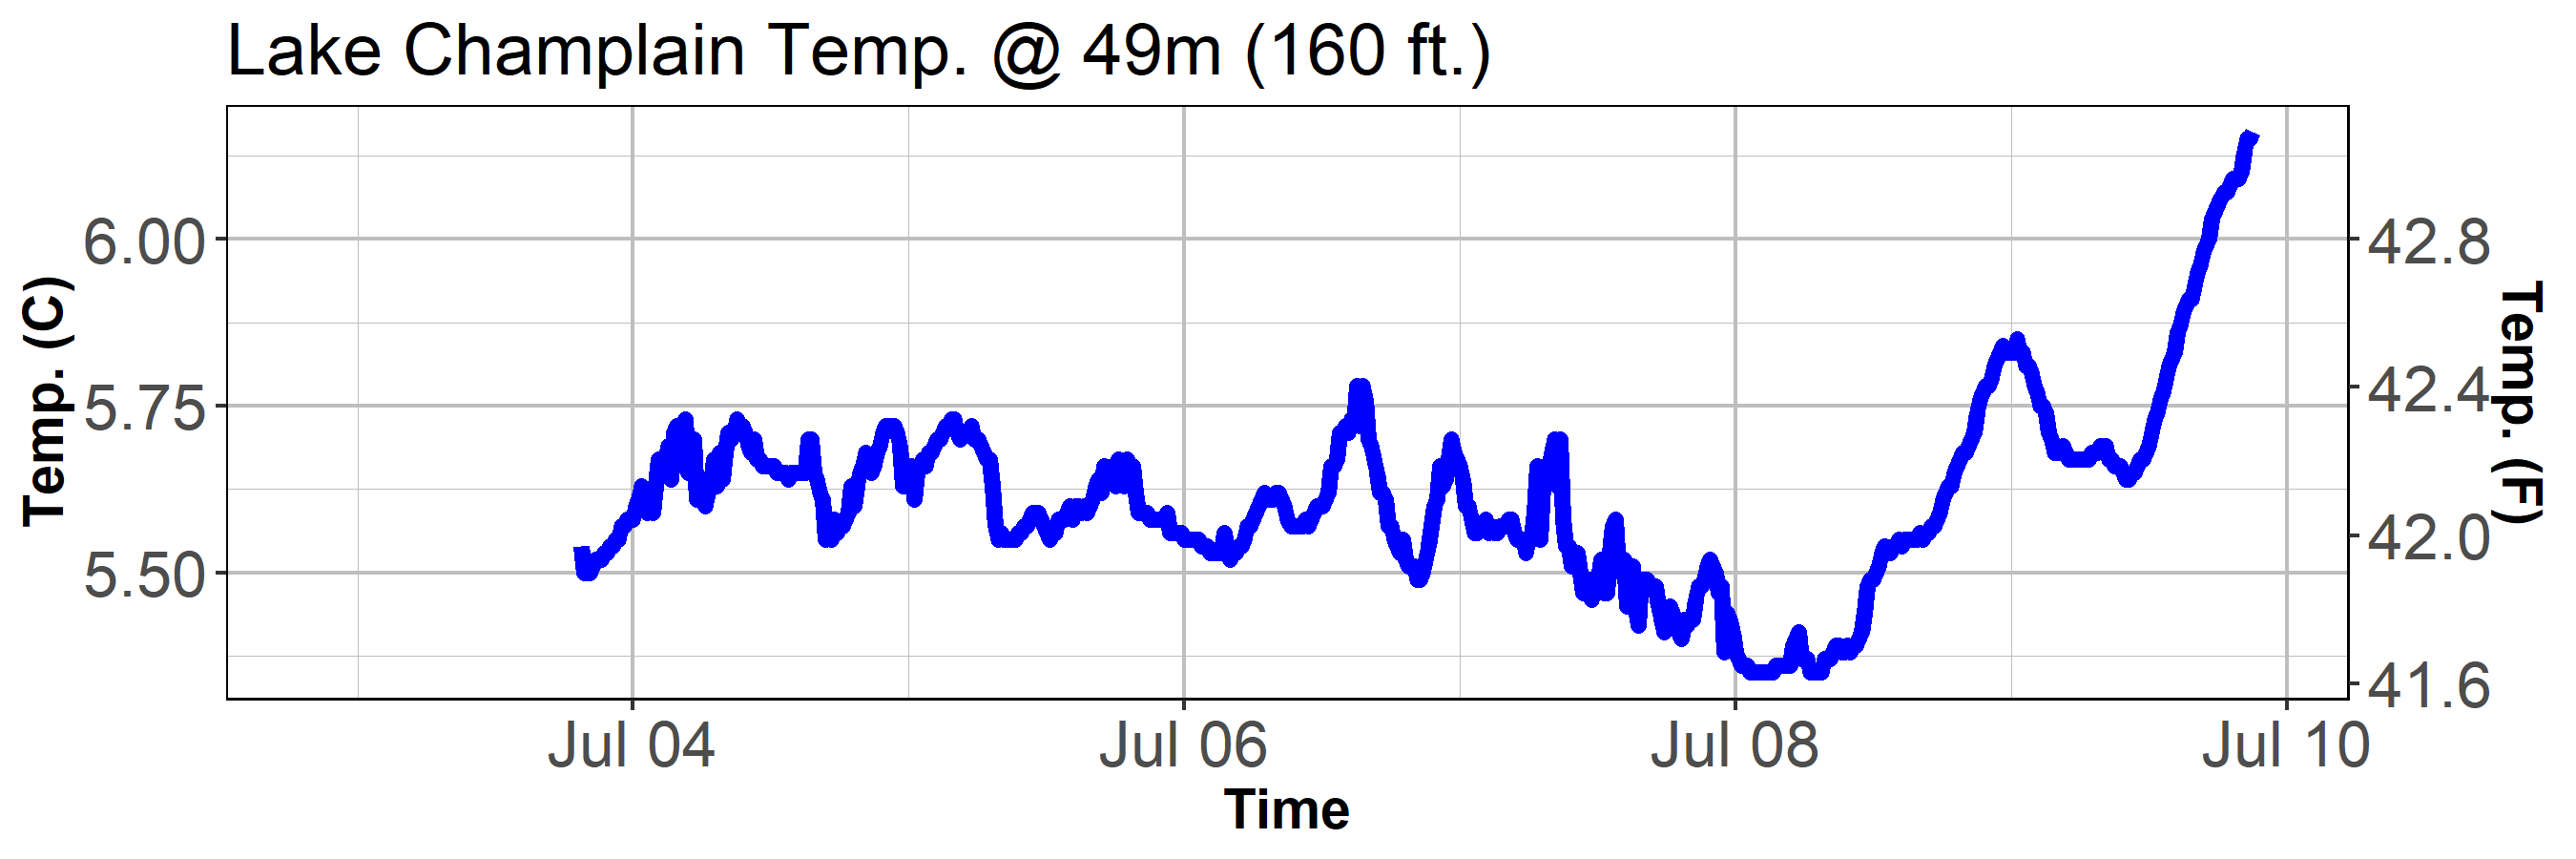 Lake Champlain Temp. @ 49m (160 ft.)
Temp. (C)
6.00
5.75
5.50
42.8
42.4
42.0
41.6
Temp. (F)
Jul 04
Jul 06
Jul 08
Jul 10
Time